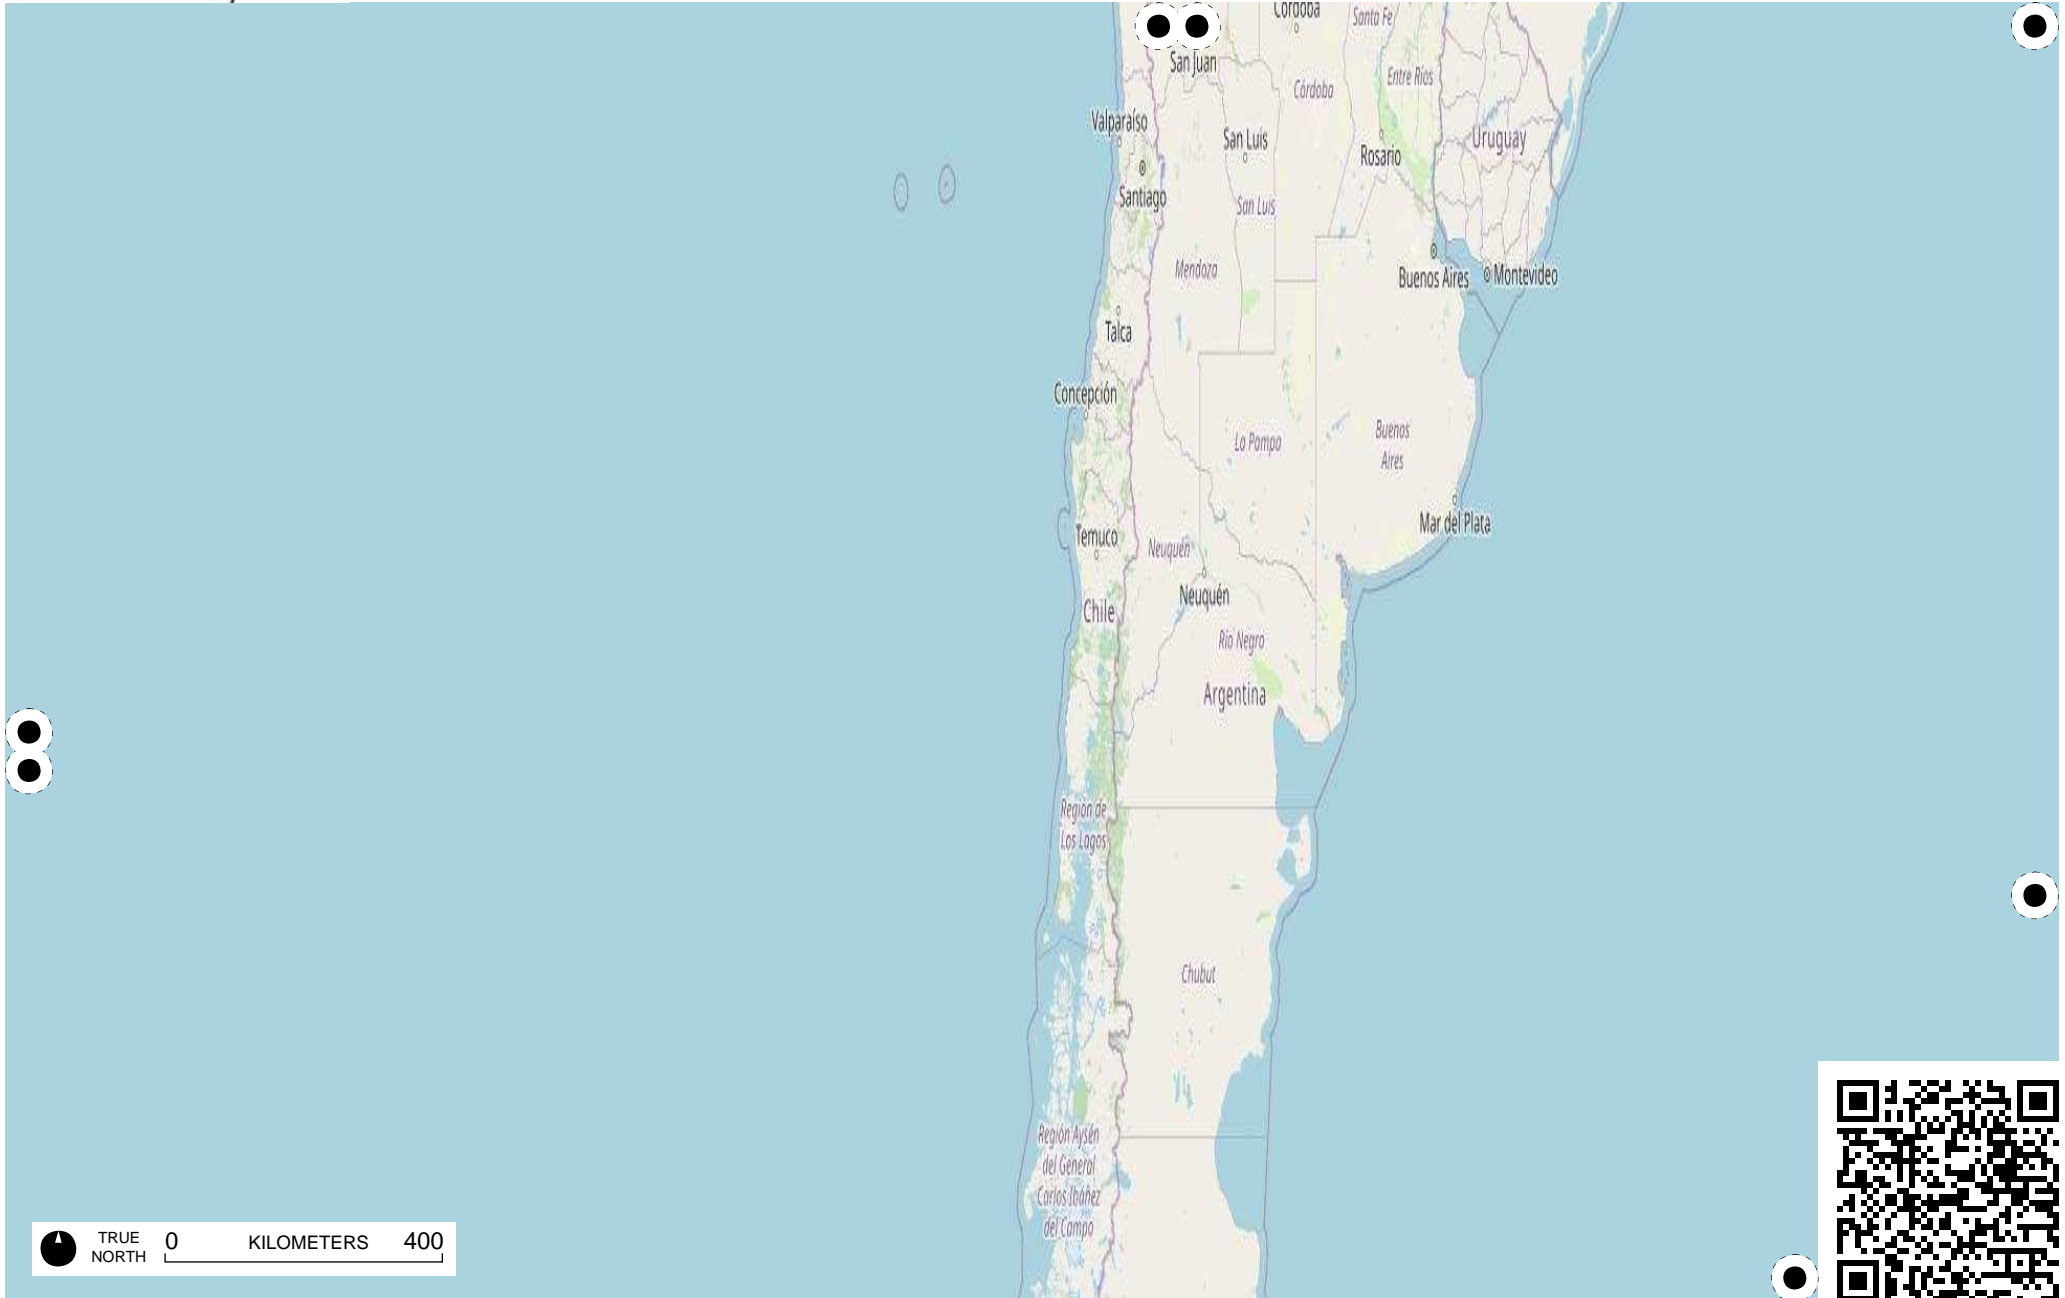 Córdoba
Santa Fe
San Juan
Entre Ríos
Córdoba
Valparaíso
San Luis
Uruguay
Rosario
Santiago
San Luis
Mendoza
Buenos Aires
Montevideo
Talca
Concepción
La Pampa
Buenos
Aires
Mar del Plata
Temuco
Neuquén
Neuquén
Chile
Río Negro
Argentina
Región de
Los Lagos
Chubut
Región Aysén
del General
Carlos Ibáñez
del Campo
TRUE
NORTH
0 KILOMETERS 400